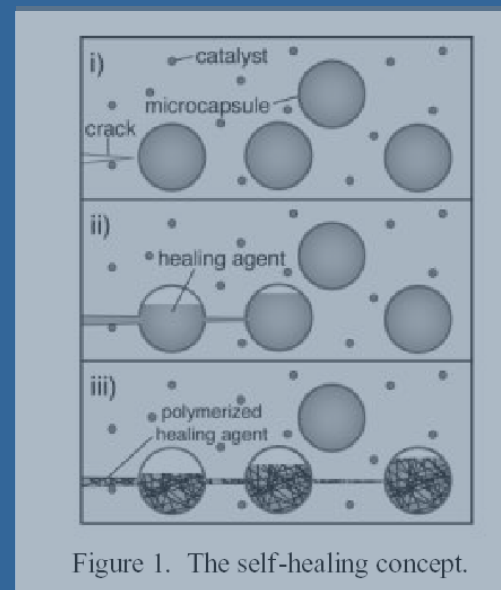 i)
catalyst
microcapsule
crack
ii)
healing agent
iii)
polymerized
healing agent
Figure 1. The self-healing concept.